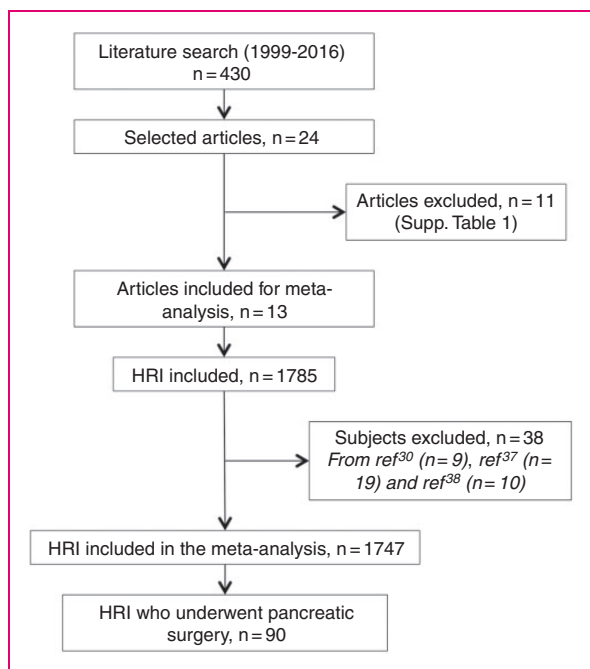 Literature search (1999-2016)
n = 430
Selected articles, n = 24
Articles excluded, n = 11
(Supp. Table 1)
Articles included for meta-
analysis, n = 13
HRI included, n = 1785
Subjects excluded, n = 38
From ref30 (n = 9), ref37 (n =
19) and ref38 (n = 10)
HRI included in the meta-analysis, n = 1747
HRI who underwent pancreatic
surgery, n = 90